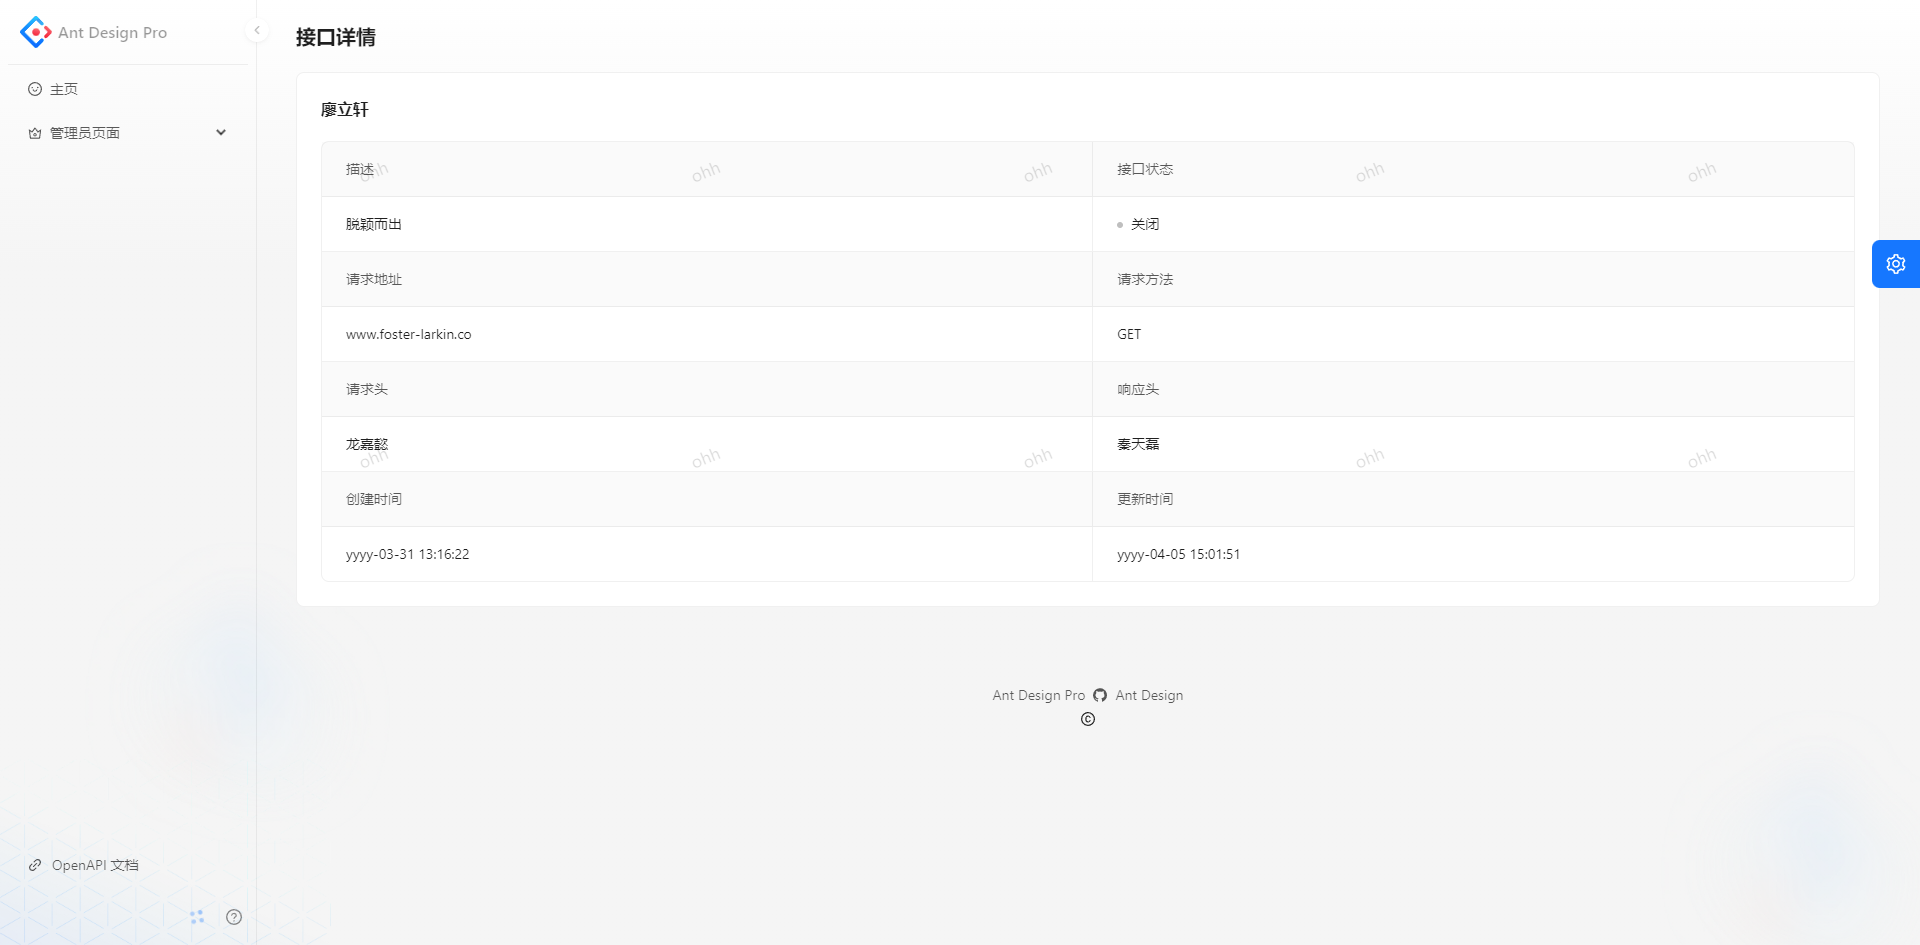 Ant Design Pro
主页
管理员页面
接口详情
廖立轩
描述
接口状态
ohh ohh ohh ohh ohh
脱颖而出
关闭
请求地址
请求方法
www.foster-larkin.co
GET
请求头
响应头
龙嘉懿
秦天磊
ohh ohh ohh ohh ohh
创建时间
更新时间
yyyy-03-31 13:16:22
yyyy-04-05 15:01:51
Ant Design Pro Ant Design
©
OpenAPI 文档